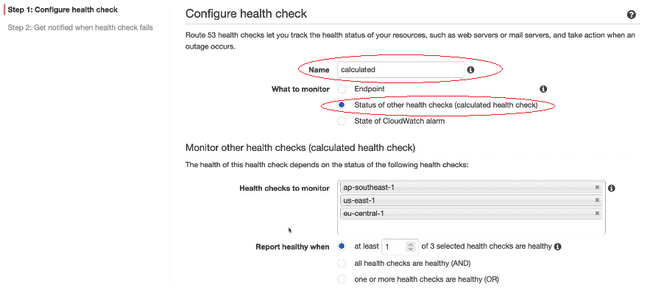 Step 1: Configure health check
Step 2: Get notified when health check fails
Configure health check
Route 53 health checks let you track the health status of your resources, such as web servers or mail servers, and take action when an
outage occurs.
Name calculated
What to monitor Endpoint
Status of other health checks (calculated health check)
State of CloudWatch alarm
Monitor other health checks (calculated health check)
The health of this health check depends on the status of the following health checks:
Health checks to monitor ap-southeast-1
us-east-1
eu-central-1
Report healthy when at least 1 of 3 selected health checks are healthy
all health checks are healthy (AND)
one or more health checks are healthy (OR)